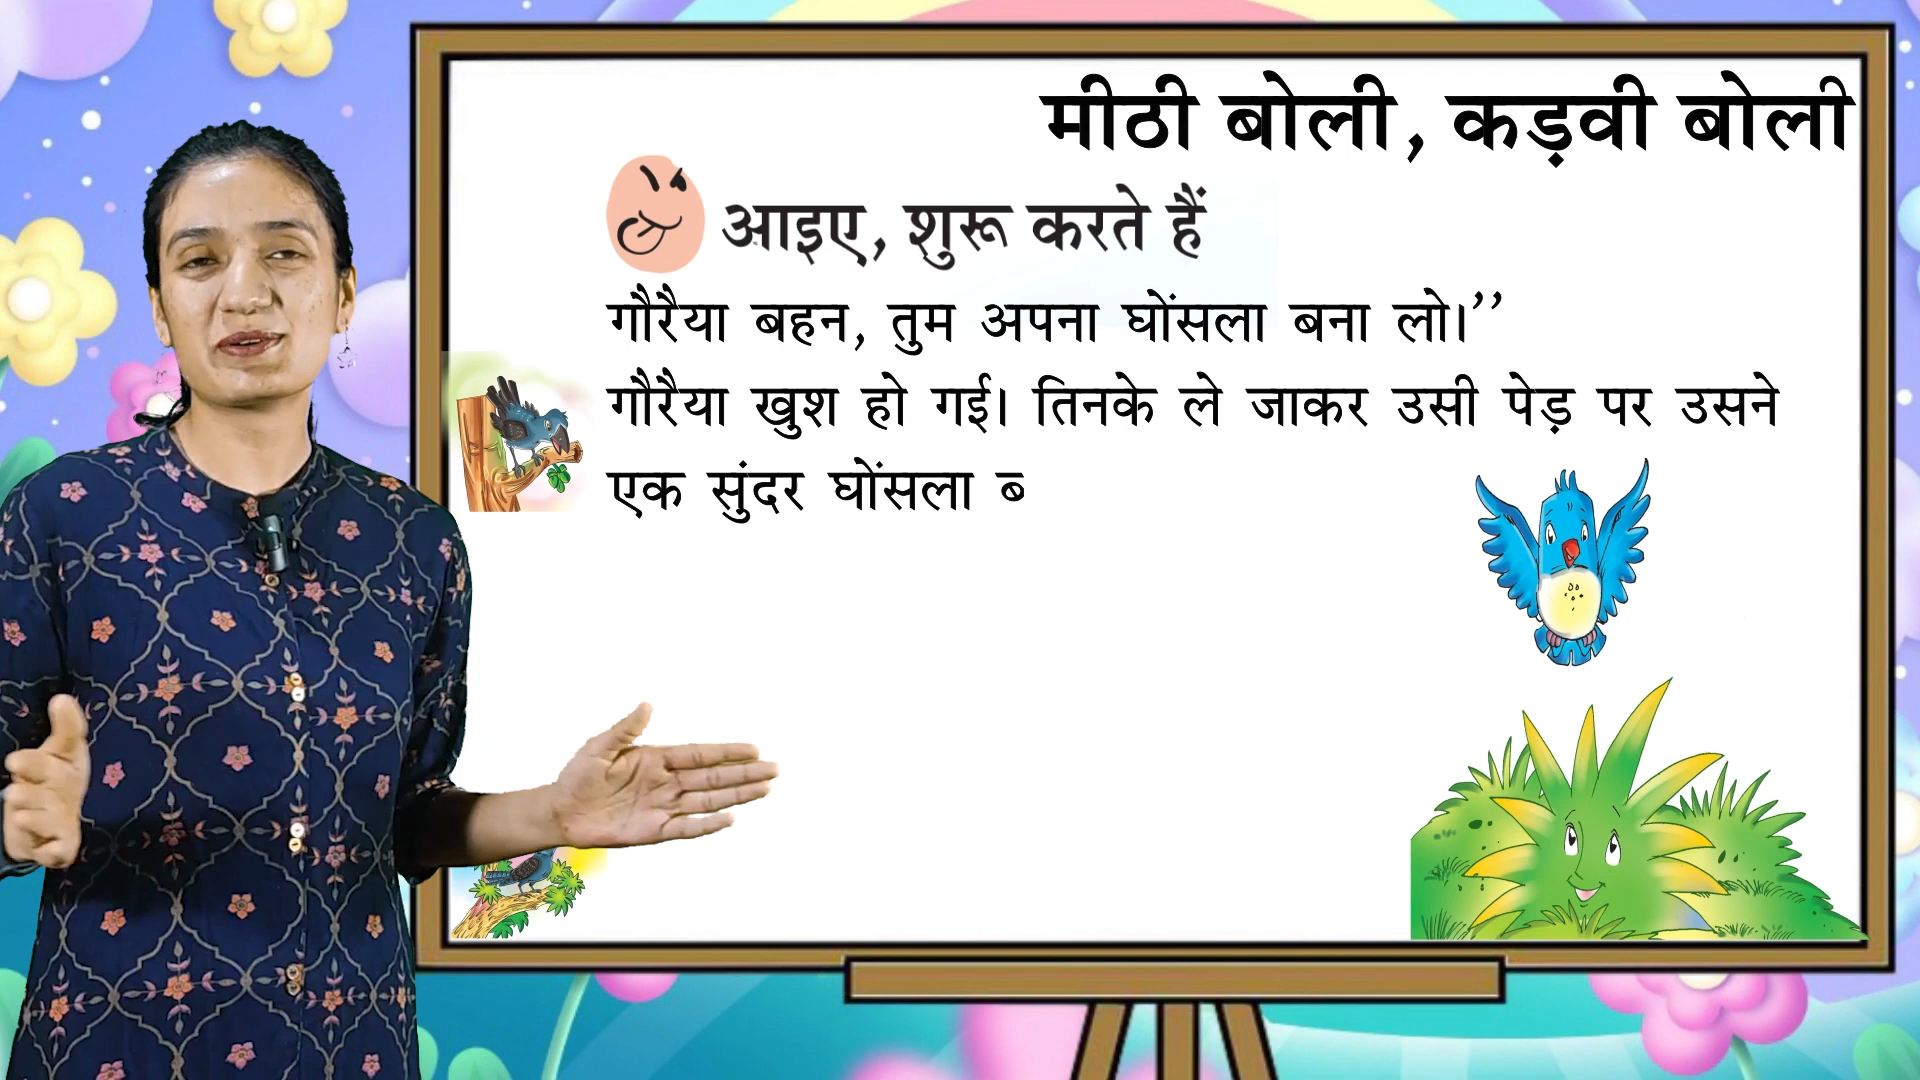 मीठी बोली, कड़वी बोली
आइए, शुरू करते हैं
गौरैया बहन, तुम अपना घोंसला बना लो।’’
गौरैया खुश हो गई। तिनके ले जाकर उसी पेड़ पर उसने
एक सुंदर घोंसला